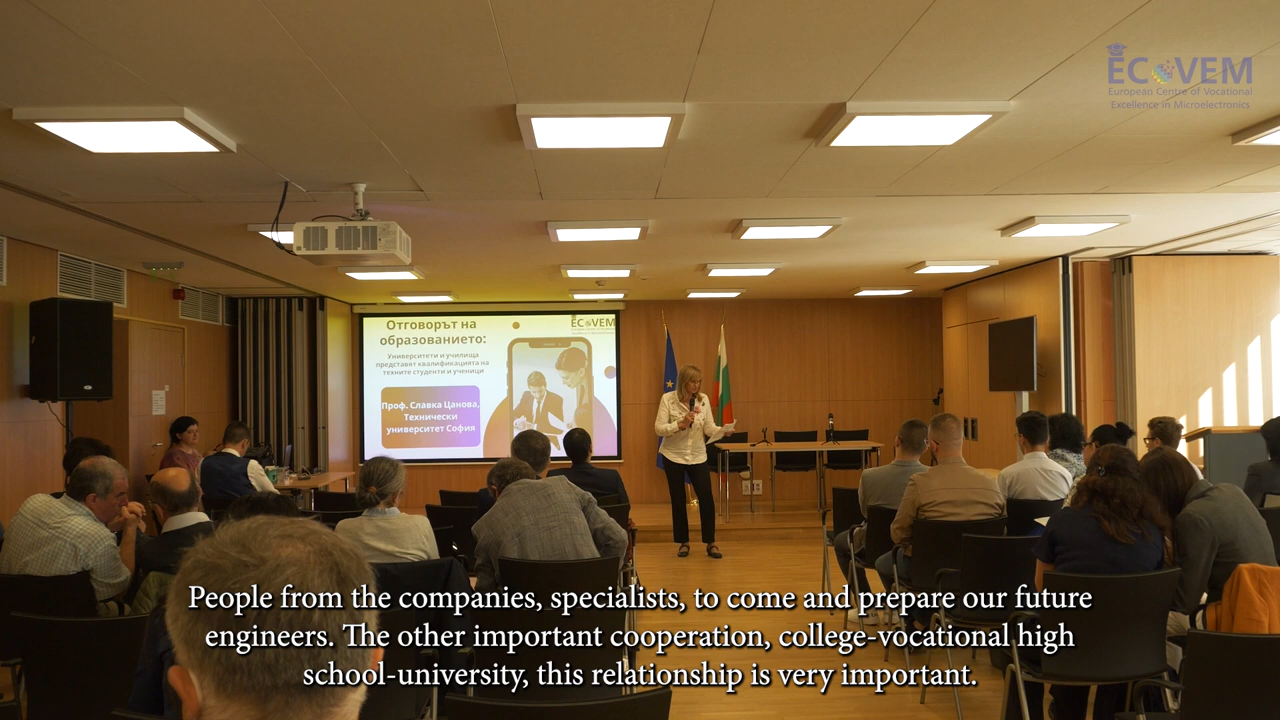 ECOVEM
European Centre of Vocational
Excellence in Microelectronics
Отговорът на
образованието:
Университети и училища
представят квалификацията на
техните студенти и ученици
Проф. Славка Цанова,
Технически
университет София
ECOVEM
People from the companies, specialists, to come and prepare our future
engineers. The other important cooperation, college-vocational high
school-university, this relationship is very important.